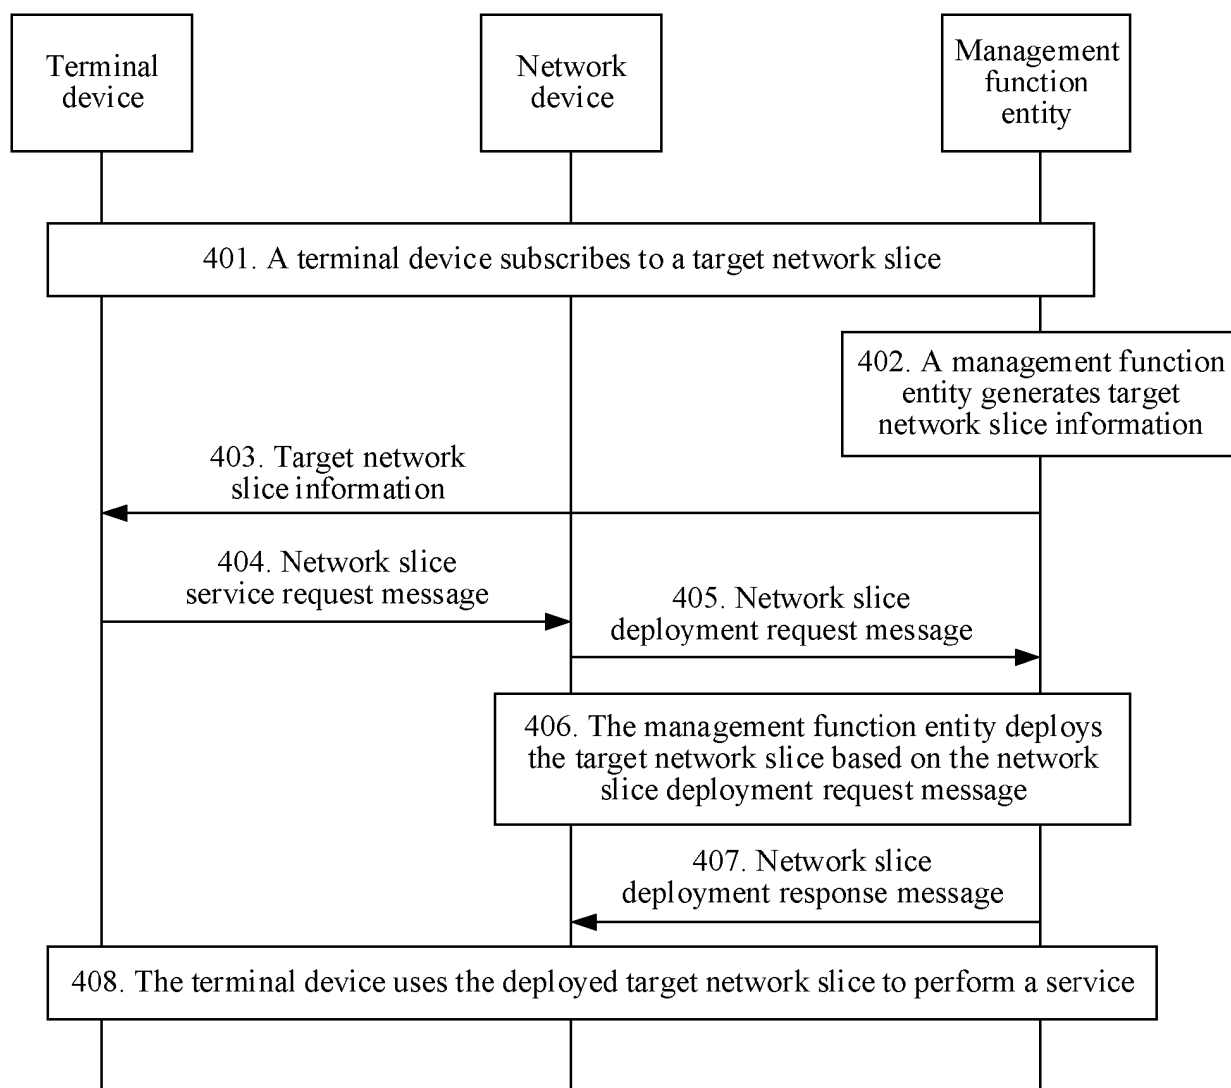 Terminal
device
Network
device
Management
function
entity
401. A terminal device subscribes to a target network slice
402. A management function
entity generates target
network slice information
403. Target network
slice information
404. Network slice
service request message
405. Network slice
deployment request message
406. The management function entity deploys
the target network slice based on the network
slice deployment request message
407. Network slice
deployment response message
408. The terminal device uses the deployed target network slice to perform a service